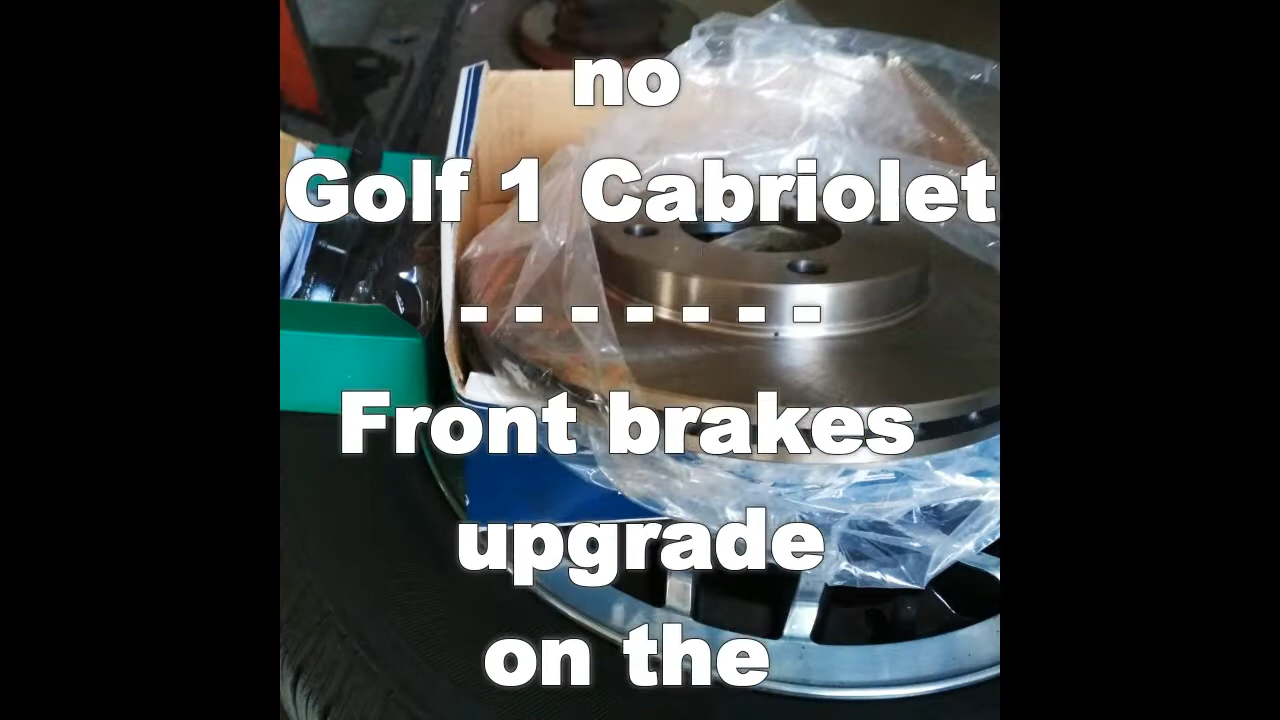 no
Golf 1 Cabriolet
- - - - - - -
Front brakes
upgrade
on the